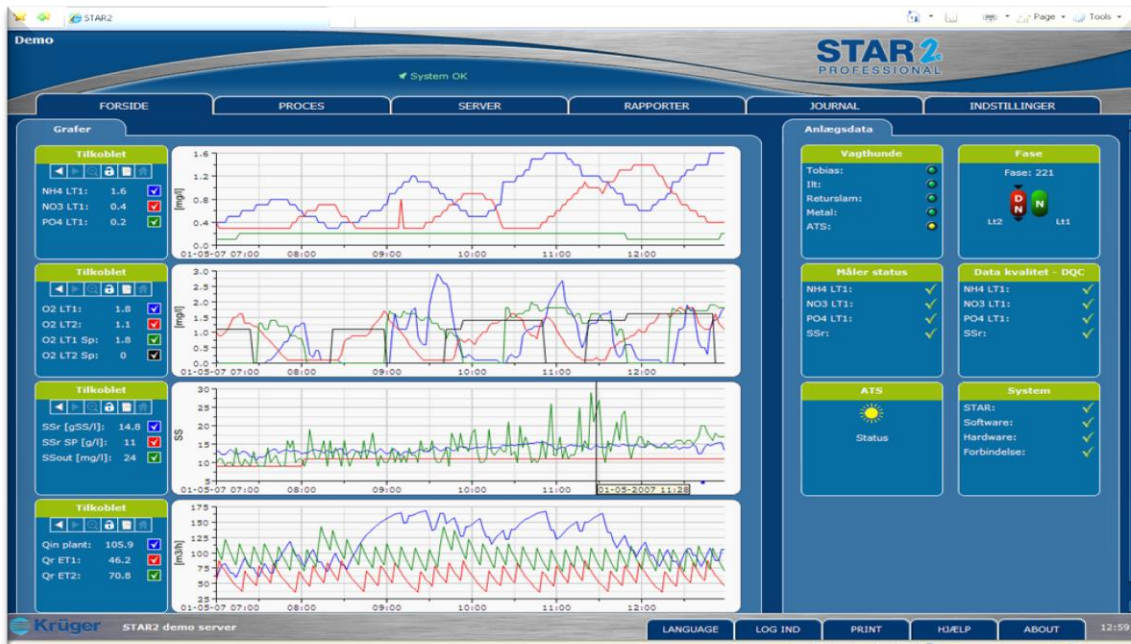 STAR2
Page
Tools
Demo
STAR 2
PROFESSIONAL
System OK
FORSIDE
PROCES
SERVER
RAPPORTER
JOURNAL
INDSTILLINGER
Grafer
Tilkoblet
NH4 LT1: 1.6
NO3 LT1: 0.4
PO4 LT1: 0.2
[mg/l]
1.6
1.2
0.8
0.4
0.0
01-05-07 07:00 08:00 09:00 10:00 11:00 12:00
Tilkoblet
O2 LT1: 1.8
O2 LT2: 1.1
O2 LT1 Sp: 1.8
O2 LT2 Sp: 0
[mg/l]
3.0
2.5
2.0
1.5
1.0
0.5
0.0
01-05-07 07:00 08:00 09:00 10:00 11:00 12:00
Tilkoblet
SSr [gSS/l]: 14.8
SSr SP [g/l]: 11
SSout [mg/l]: 24
SS
30
25
20
15
10
5
01-05-07 07:00 08:00 09:00 10:00 11:00
01-05-2007 11:28
Tilkoblet
Qin plant: 105.9
Qr ET1: 46.2
Qr ET2: 70.8
[m3/h]
175
150
125
100
75
50
25
01-05-07 07:00 08:00 09:00 10:00 11:00 12:00
Anlægsdata
Vagthunde
Tobias:
Ilt:
Returslam:
Metal:
ATS:
Fase
Fase: 221
D
N
N
Lt2
Lt1
Måler status
NH4 LT1:
NO3 LT1:
PO4 LT1:
SSr:
Data kvalitet - DQC
NH4 LT1:
NO3 LT1:
PO4 LT1:
SSr:
ATS
Status
System
STAR:
Software:
Hardware:
Forbindelse:
Krüger
STAR2 demo server
LANGUAGE
LOG IND
PRINT
HJÆLP
ABOUT
12:59